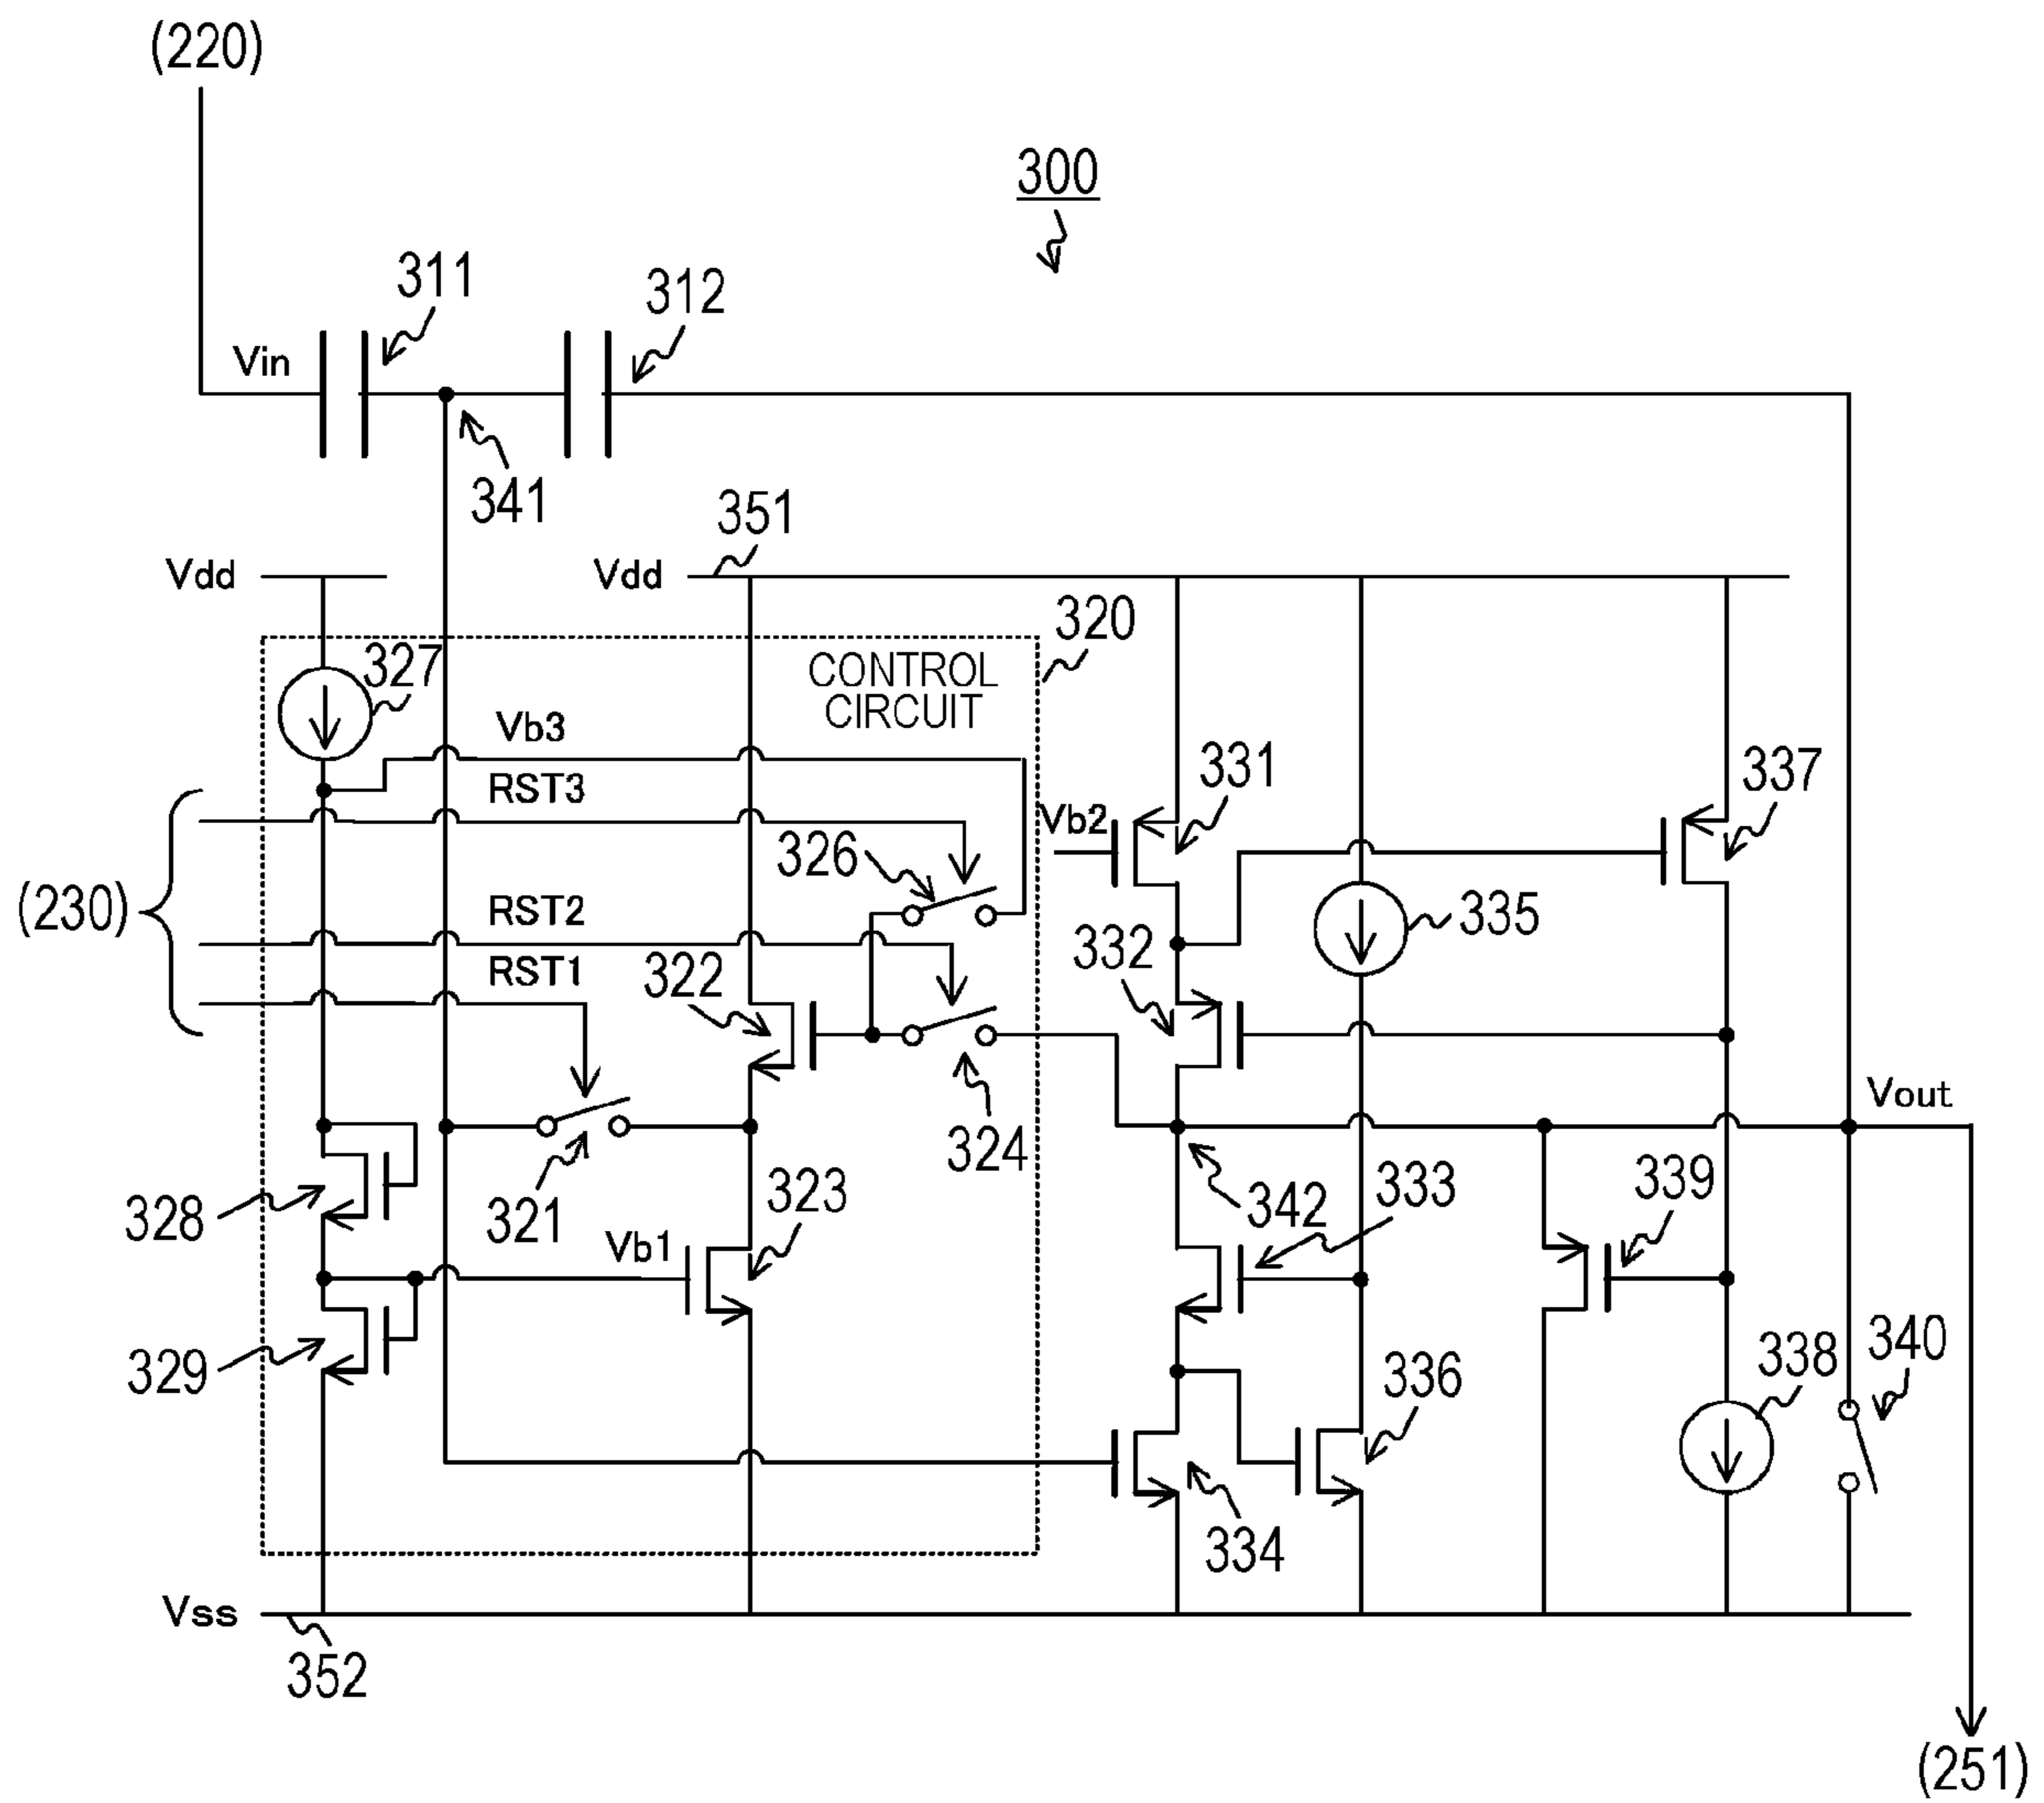 (220)
300
311
312
Vin
341
351
Vdd
Vdd
320
327
CONTROL
CIRCUIT
Vb3
331
337
RST3
Vb2
326
(230)
RST2
335
332
RST1
322
Vout
324
339
333
323
328
321
342
Vb1
340
338
329
336
334
Vss
352
(251)